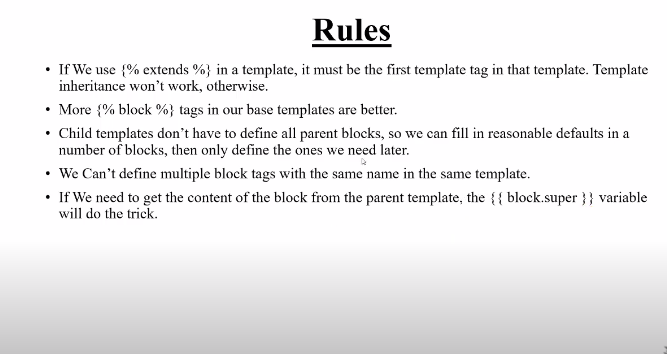 Rules
• If We use {% extends %} in a template, it must be the first template tag in that template. Template
inheritance won't work, otherwise.
• More {% block %} tags in our base templates are better.
• Child templates don't have to define all parent blocks, so we can fill in reasonable defaults in a
number of blocks, then only define the ones we need later.
• We Can't define multiple block tags with the same name in the same template.
• If We need to get the content of the block from the parent template, the {{ block.super }} variable
will do the trick.